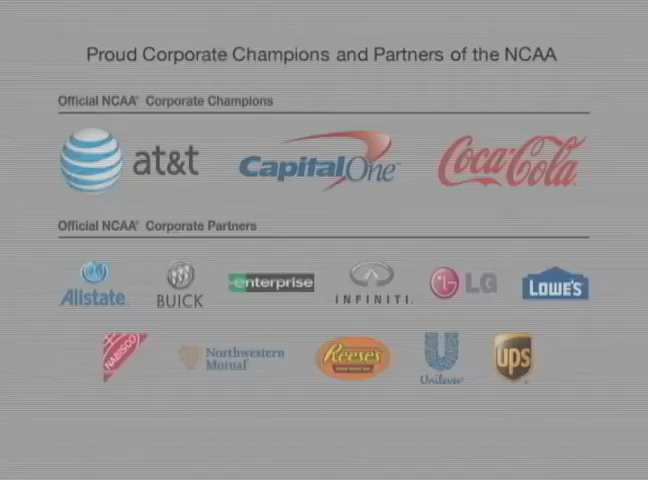 Proud Corporate Champions and Partners of the NCAA
Official NCAA® Corporate Champions
at&t CapitalOne Coca-Cola
Official NCAA® Corporate Partners
Allstate BUICK enterprise INFINITI LG LOWE'S
NABISCO Northwestern Mutual Reese's Unilever ups